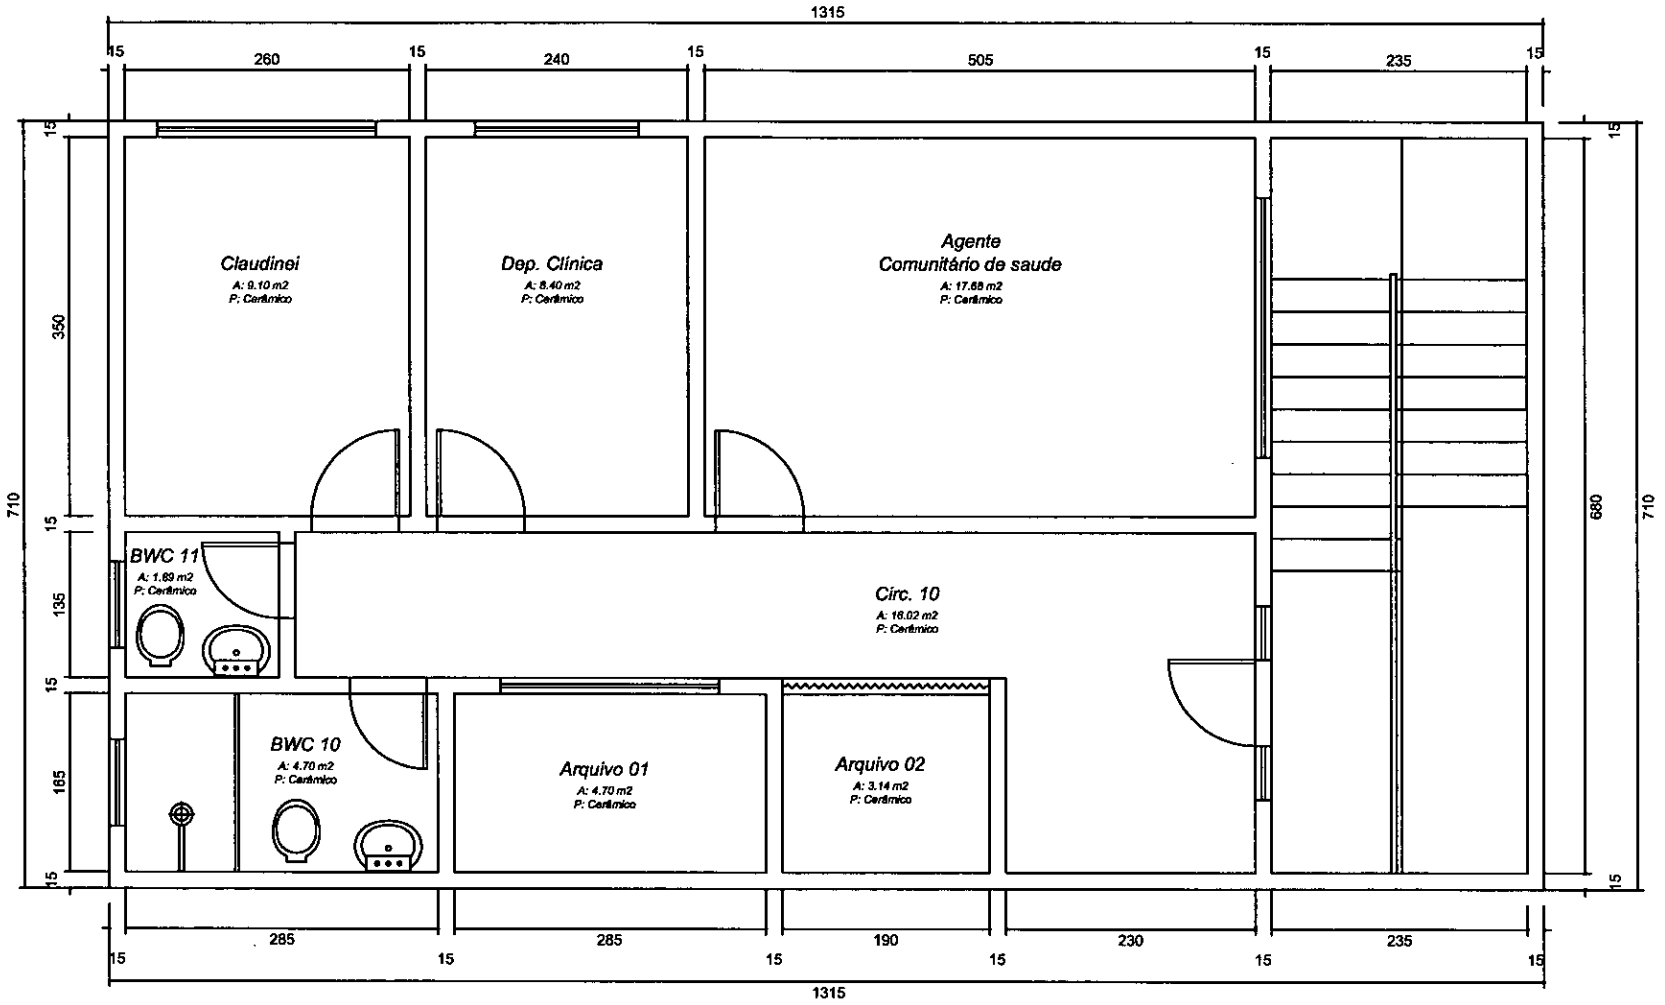 1315
15
260
15
240
15
505
15
235
15
15
15
Claudinei
A: 9.10 m2
P: Cerâmico
Dep. Clínica
A: 8.40 m2
P: Cerâmico
Agente
Comunitário de saude
A: 17.68 m2
P: Cerâmico
350
710
680
710
15
BWC 11
A: 1.89 m2
P: Cerâmico
135
Circ. 10
A: 16.02 m2
P: Cerâmico
15
BWC 10
A: 4.70 m2
P: Cerâmico
165
Arquivo 01
A: 4.70 m2
P: Cerâmico
Arquivo 02
A: 3.14 m2
P: Cerâmico
15
15
285
285
190
230
235
15
15
15
15
15
15
1315